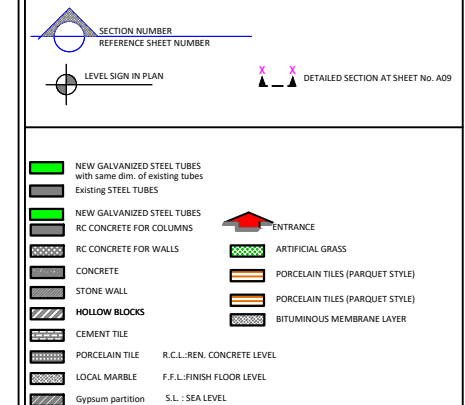 SECTION NUMBER
REFERENCE SHEET NUMBER
LEVEL SIGN IN PLAN
X X
DETAILED SECTION AT SHEET No. A09
NEW GALVANIZED STEEL TUBES
with same dim. of existing tubes
Existing STEEL TUBES
NEW GALVANIZED STEEL TUBES
RC CONCRETE FOR COLUMNS
RC CONCRETE FOR WALLS
CONCRETE
STONE WALL
HOLLOW BLOCKS
CEMENT TILE
PORCELAIN TILE
LOCAL MARBLE
Gypsum partition
ENTRANCE
ARTIFICIAL GRASS
PORCELAIN TILES (PARQUET STYLE)
PORCELAIN TILES (PARQUET STYLE)
BITUMINOUS MEMBRANE LAYER
R.C.L.:REN. CONCRETE LEVEL
F.F.L.:FINISH FLOOR LEVEL
S.L. : SEA LEVEL